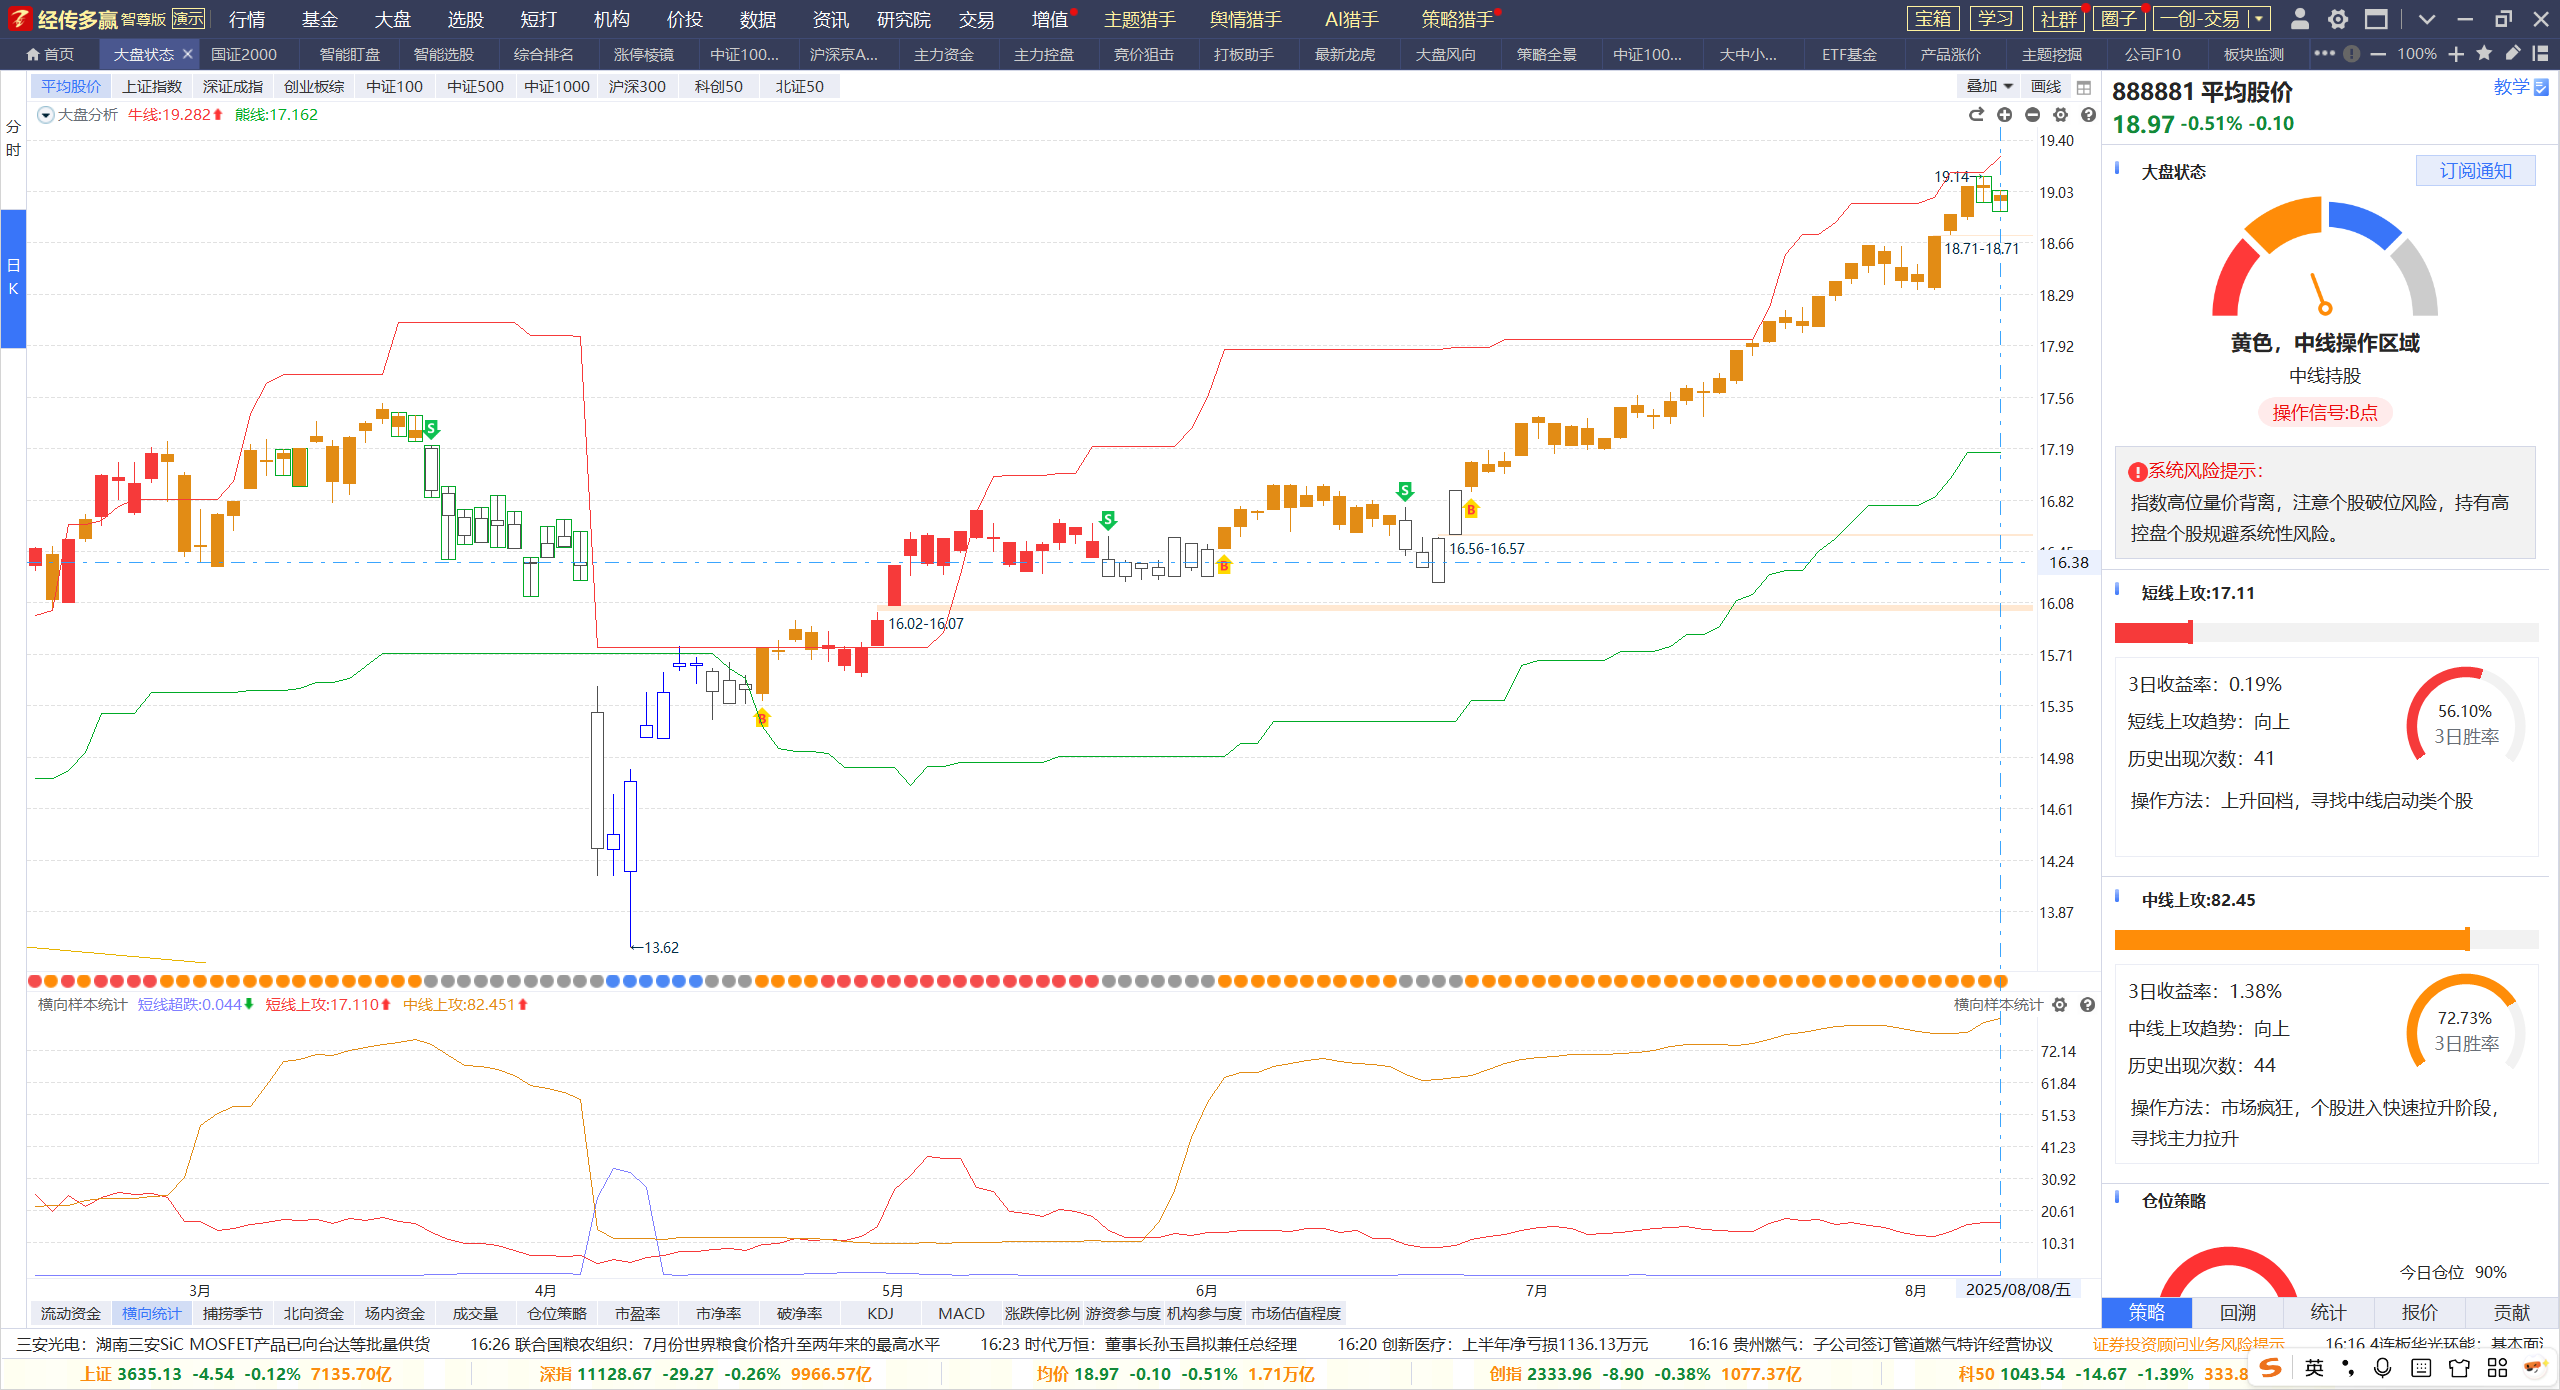 经传多赢 智尊版 演示 行情 基金 大盘 选股 短打 机构 价投 数据 资讯 研究院 交易 增值 主题猎手 舆情猎手 AI猎手 策略猎手 宝箱 学习 社群 圈子 一创-交易
首页 大盘状态 国证2000 智能盯盘 智能选股 综合排名 涨停棱镜 中证100... 沪深京A... 主力资金 主力控盘 竞价狙击 打板助手 最新龙虎 大盘风向 策略全景 中证100... 大中小... ETF基金 产品涨价 主题挖掘 公司F10 板块监测 100%
平均股价 上证指数 深证成指 创业板综 中证100 中证500 中证1000 沪深300 科创50 北证50 叠加 画线
大盘分析 牛线:19.282 熊线:17.162
分时
日K
19.40
19.03
18.66
18.29
17.92
17.56
17.19
16.82
16.38
16.08
15.71
15.35
14.98
14.61
14.24
13.87
19.14
18.71-18.71
S
S
S
B
B
B
16.56-16.57
16.02-16.07
13.62
横向样本统计 短线超跌:0.044 短线上攻:17.110 中线上攻:82.451 横向样本统计
72.14
61.84
51.53
41.23
30.92
20.61
10.31
3月 4月 5月 6月 7月 8月 2025/08/08/五
流动资金 横向统计 捕捞季节 北向资金 场内资金 成交量 仓位策略 市盈率 市净率 破净率 KDJ MACD 涨跌停比例 游资参与度 机构参与度 市场估值程度
888881 平均股价 教学
18.97 -0.51% -0.10
大盘状态 订阅通知
黄色，中线操作区域
中线持股
操作信号:B点
系统风险提示：
指数高位量价背离，注意个股破位风险，持有高
控盘个股规避系统性风险。
短线上攻:17.11
3日收益率：0.19%
短线上攻趋势：向上
历史出现次数：41
56.10%
3日胜率
操作方法：上升回档，寻找中线启动类个股
中线上攻:82.45
3日收益率：1.38%
中线上攻趋势：向上
历史出现次数：44
72.73%
3日胜率
操作方法：市场疯狂，个股进入快速拉升阶段，
寻找主力拉升
仓位策略
今日仓位 90%
策略 回溯 统计 报价 贡献
三安光电：湖南三安SiC MOSFET产品已向台达等批量供货 16:26 联合国粮农组织：7月份世界粮食价格升至两年来的最高水平 16:23 时代万恒：董事长孙玉昌拟兼任总经理 16:20 创新医疗：上半年净亏损1136.13万元 16:16 贵州燃气：子公司签订管道燃气特许经营协议 证券投资顾问业务风险提示 16:16 4连板华光环能：基本面
上证 3635.13 -4.54 -0.12% 7135.70亿 深指 11128.67 -29.27 -0.26% 9966.57亿 均价 18.97 -0.10 -0.51% 1.71万亿 创指 2333.96 -8.90 -0.38% 1077.37亿 科50 1043.54 -14.67 -1.39% 333.8 英